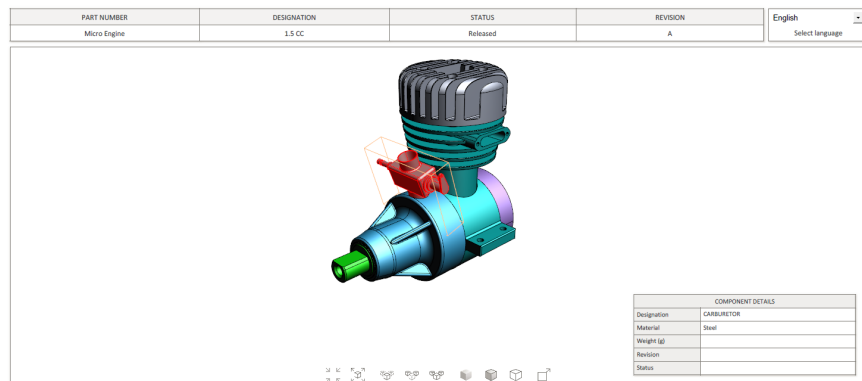 PART NUMBER DESIGNATION STATUS REVISION English
Micro Engine 1.5 CC Released A Select language
COMPONENT DETAILS
Designation CARBURETOR
Material Steel
Weight (g)
Revision
Status